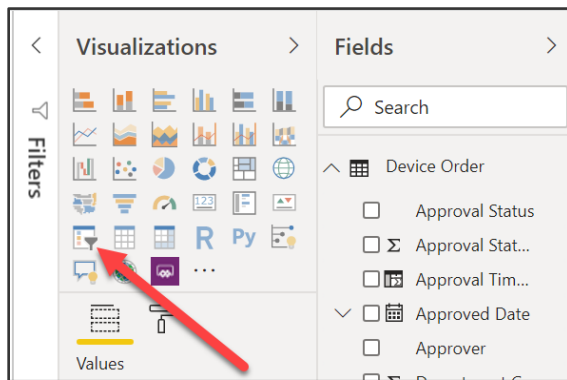 Visualizations
Fields
Filters
Search
Device Order
123
R
Py
Approval Status
Σ Approval Stat...
Approval Tim...
Approved Date
Approver
Values